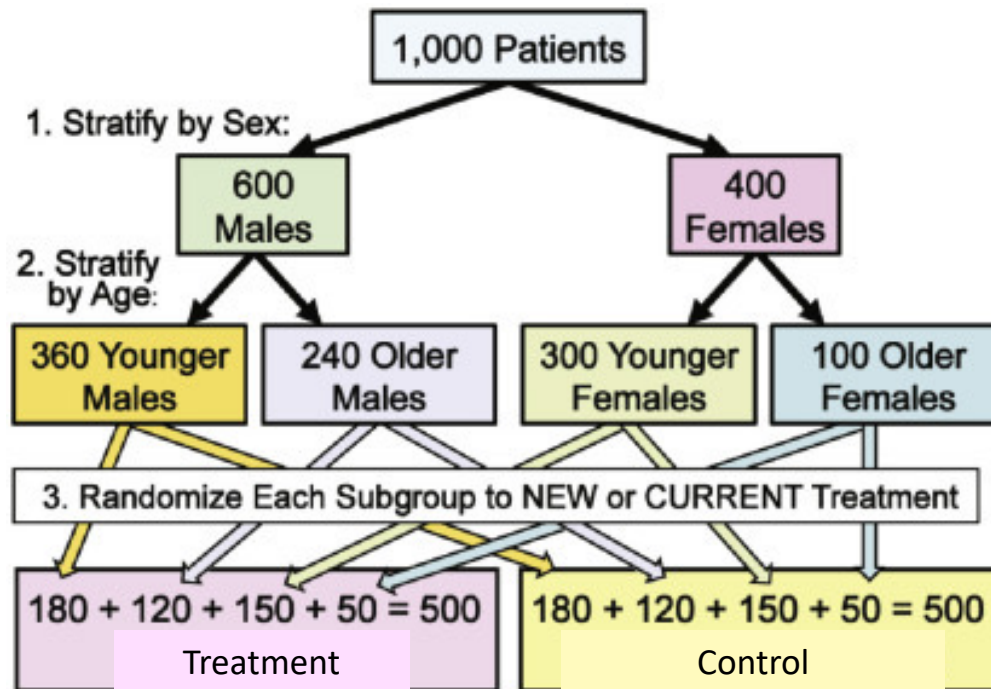 1,000 Patients
1. Stratify by Sex:
600
Males
400
Females
2. Stratify
by Age:
360 Younger
Males
240 Older
Males
300 Younger
Females
100 Older
Females
3. Randomize Each Subgroup to NEW or CURRENT Treatment
180 + 120 + 150 + 50 = 500
Treatment
180 + 120 + 150 + 50 = 500
Control